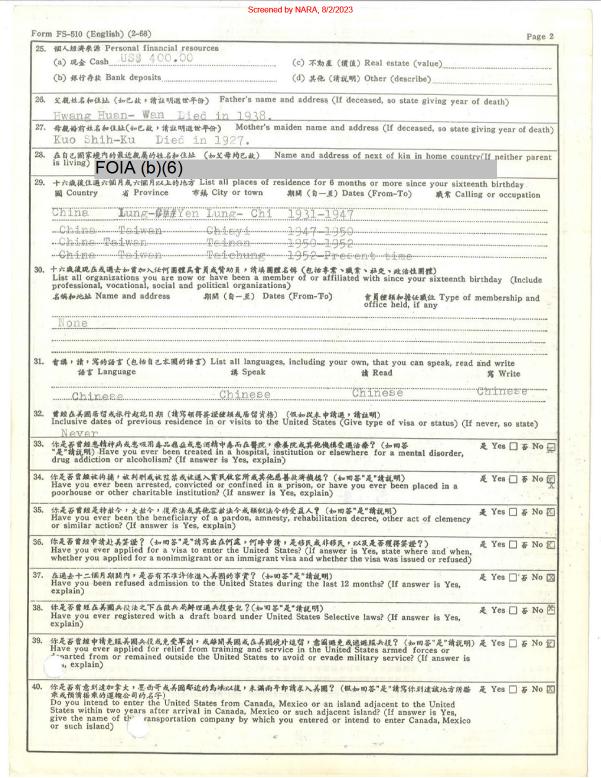 Screened by NARA, 8/2/2023
Form FS-510 (English) (2-68)
Page 2
25. 個人經濟來源 Personal financial resources
(a) 現金 Cash US$ 400.00 (c) 不動產 (價值) Real estate (value)
(b) 銀行存款 Bank deposits (d) 其他 (請說明) Other (describe)
26. 父親姓名和住址 (如已故,請註明逝世年份) Father's name and address (If deceased, so state giving year of death)
Hwang Huan- Wan Died in 1938.
27. 母親婚前姓名和住址(如已故,請註明逝世年份) Mother's maiden name and address (If deceased, so state giving year of death)
Kuo Shih-Ku Died in 1927.
28. 在自己國家境內的最近親屬的姓名和住址 (如父母均已故) Name and address of next of kin in home country(If neither parent
is living)
FOIA (b)(6)
29. 十六歲後住過六個月或六個月以上的地方 List all places of residence for 6 months or more since your sixteenth birthday
國 Country 省 Province 市鎮 City or town 期間 (自一至) Dates (From-To) 職業 Calling or occupation
China Lung- Yen Lung- Chi 1931-1947
China Taiwan Chiayi 1947-1950
China Taiwan Tainan 1950-1952
China Taiwan Taichung 1952-Present time
30. 十六歲後現在或過去如曾加入任何團體為會員或贊助員,請填團體名稱 (包括事業、職業、社交、政治性團體)
List all organizations you are now or have been a member of or affiliated with since your sixteenth birthday (Include
professional, vocational, social and political organizations)
名稱和地址 Name and address 期間 (自一至) Dates (From-To) 會員種類和擔任職位 Type of membership and
office held, if any
None
31. 會講,讀,寫的語言 (包括自己本國的語言) List all languages, including your own, that you can speak, read and write
語言 Language 講 Speak 讀 Read 寫 Write
Chinese Chinese Chinese Chinese
32. 曾經在美國居留或旅行起迄日期 (請寫領得簽證種類或居留資格) (假如從未申請過,請註明)
Inclusive dates of previous residence in or visits to the United States (Give type of visa or status) (If never, so state)
Never
33. 你是否曾經患精神病或患吸用毒品癮症或患酒精中毒而在醫院,療養院或其他機構受過治療? (如回答 是 Yes 否 No
"是"請說明) Have you ever been treated in a hospital, institution or elsewhere for a mental disorder,
drug addiction or alcoholism? (If answer is Yes, explain)
34. 你是否曾被拘捕,被判刑或被監禁或被送入貧民救容所或其他慈善救濟機構? (如回答"是"請說明) 是 Yes 否 No
Have you ever been arrested, convicted or confined in a prison, or have you ever been placed in a
poorhouse or other charitable institution? (If answer is Yes, explain)
35. 你是否曾經是特赦令,大赦令,復原法或其他寬赦法令或類似法令的受益人? (如回答"是"請說明) 是 Yes 否 No
Have you ever been the beneficiary of a pardon, amnesty, rehabilitation decree, other act of clemency
or similar action? (If answer is Yes, explain)
36. 你是否曾申請赴美簽證? (如回答"是"請寫出在何處,何時申請,是移民或非移民,以及是否獲得簽證?) 是 Yes 否 No
Have you ever applied for a visa to enter the United States? (If answer is Yes, state where and when,
whether you applied for a nonimmigrant or an immigrant visa and whether the visa was issued or refused)
37. 在過去十二個月期間內,是否有不准許你進入美國的事實? (如回答"是"請說明) 是 Yes 否 No
Have you been refused admission to the United States during the last 12 months? (If answer is Yes,
explain)
38. 你是否曾經在美國兵役法之下在徵兵局辦理過兵役登記? (如回答"是"請說明) 是 Yes 否 No
Have you ever registered with a draft board under United States Selective laws? (If answer is Yes,
explain)
39. 你是否曾經申請免服美國兵役或免受軍訓,或離開美國或在美國境外逗留,意圖避免或逃避服兵役? (如回答"是"請說明) 是 Yes 否 No
Have you ever applied for relief from training and service in the United States armed forces or
parted from or remained outside the United States to avoid or evade military service? (If answer is
s, explain)
40. 你是否有意到達加拿大,墨西哥或美國鄰近的島嶼以後,未滿兩年即請求入美國? (假如回答"是"請寫你到達該地方所搭 是 Yes 否 No
乘或預備搭乘的運輸公司的名字)
Do you intend to enter the United States from Canada, Mexico or an island adjacent to the United
States within two years after arrival in Canada, Mexico or such adjacent island? (If answer is Yes,
give the name of th ansportation company by which you entered or intend to enter Canada, Mexico
or such island)